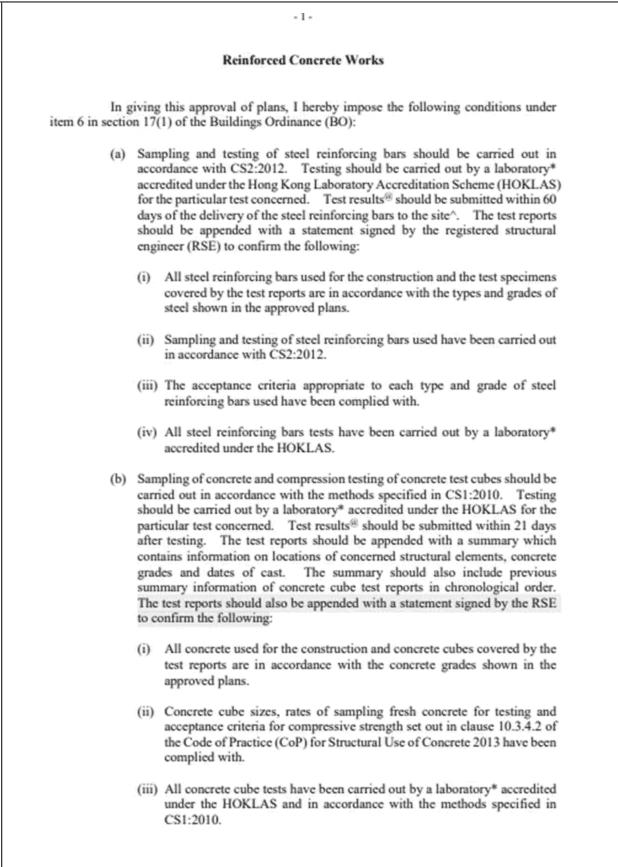 - 1 -
Reinforced Concrete Works
In giving this approval of plans, I hereby impose the following conditions under
item 6 in section 17(1) of the Buildings Ordinance (BO):
(a) Sampling and testing of steel reinforcing bars should be carried out in
accordance with CS2:2012. Testing should be carried out by a laboratory*
accredited under the Hong Kong Laboratory Accreditation Scheme (HOKLAS)
for the particular test concerned. Test results@ should be submitted within 60
days of the delivery of the steel reinforcing bars to the site^. The test reports
should be appended with a statement signed by the registered structural
engineer (RSE) to confirm the following:
(i) All steel reinforcing bars used for the construction and the test specimens
covered by the test reports are in accordance with the types and grades of
steel shown in the approved plans.
(ii) Sampling and testing of steel reinforcing bars used have been carried out
in accordance with CS2:2012.
(iii) The acceptance criteria appropriate to each type and grade of steel
reinforcing bars used have been complied with.
(iv) All steel reinforcing bars tests have been carried out by a laboratory*
accredited under the HOKLAS.
(b) Sampling of concrete and compression testing of concrete test cubes should be
carried out in accordance with the methods specified in CS1:2010. Testing
should be carried out by a laboratory* accredited under the HOKLAS for the
particular test concerned. Test results@ should be submitted within 21 days
after testing. The test reports should be appended with a summary which
contains information on locations of concerned structural elements, concrete
grades and dates of cast. The summary should also include previous
summary information of concrete cube test reports in chronological order.
The test reports should also be appended with a statement signed by the RSE
to confirm the following:
(i) All concrete used for the construction and concrete cubes covered by the
test reports are in accordance with the concrete grades shown in the
approved plans.
(ii) Concrete cube sizes, rates of sampling fresh concrete for testing and
acceptance criteria for compressive strength set out in clause 10.3.4.2 of
the Code of Practice (CoP) for Structural Use of Concrete 2013 have been
complied with.
(iii) All concrete cube tests have been carried out by a laboratory* accredited
under the HOKLAS and in accordance with the methods specified in
CS1:2010.